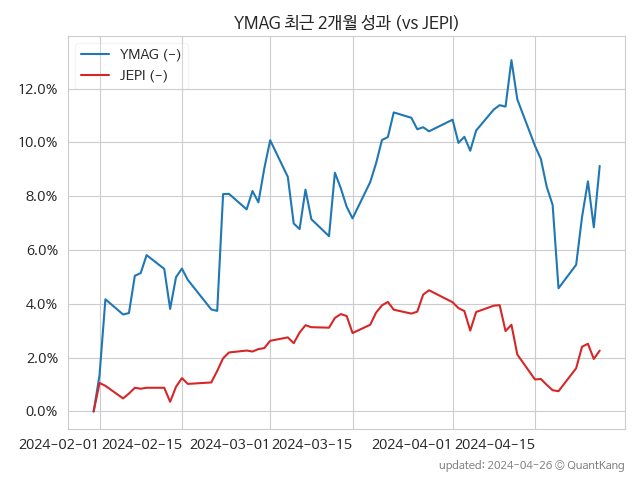 YMAG 최근 2개월 성과 (vs JEPI)
YMAG (-)
JEPI (-)
12.0%
10.0%
8.0%
6.0%
4.0%
2.0%
0.0%
2024-02-01 2024-02-15 2024-03-01 2024-03-15 2024-04-01 2024-04-15
updated: 2024-04-26 © QuantKang